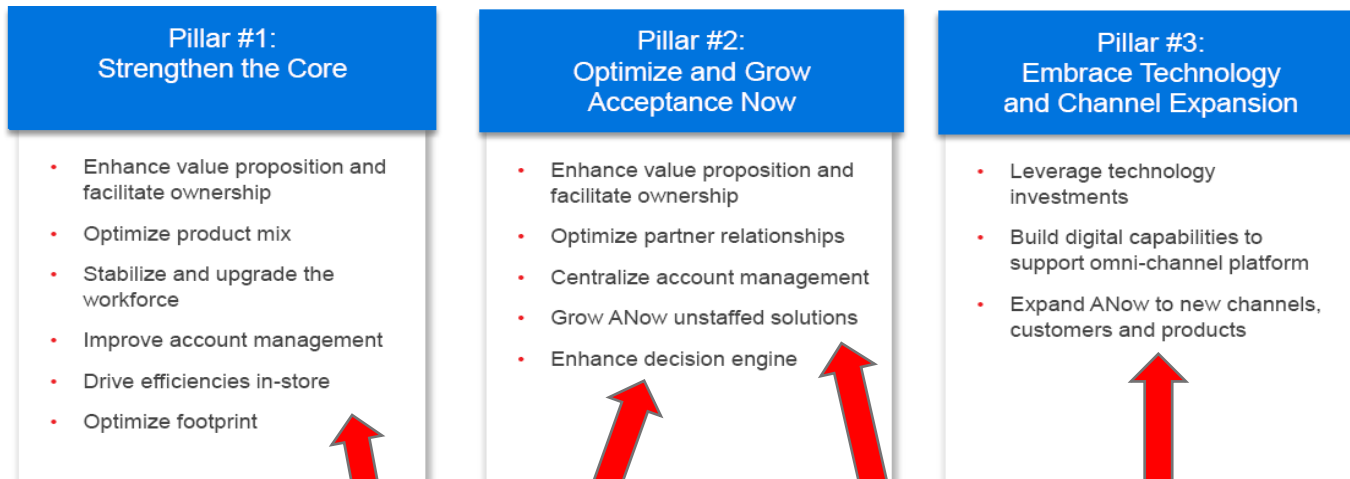 Pillar #1:
Strengthen the Core
• Enhance value proposition and
facilitate ownership
• Optimize product mix
• Stabilize and upgrade the
workforce
• Improve account management
• Drive efficiencies in-store
• Optimize footprint
Pillar #2:
Optimize and Grow
Acceptance Now
• Enhance value proposition and
facilitate ownership
• Optimize partner relationships
• Centralize account management
• Grow ANow unstaffed solutions
• Enhance decision engine
Pillar #3:
Embrace Technology
and Channel Expansion
• Leverage technology
investments
• Build digital capabilities to
support omni-channel platform
• Expand ANow to new channels,
customers and products